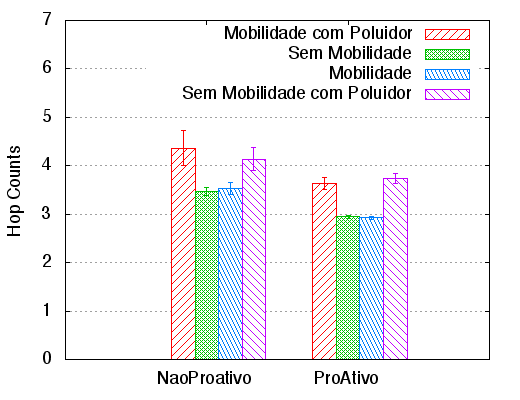 7
6
5
4
3
2
1
0
Hop Counts
Mobilidade com Poluidor
Sem Mobilidade
Mobilidade
Sem Mobilidade com Poluidor
NaoProativo
ProAtivo